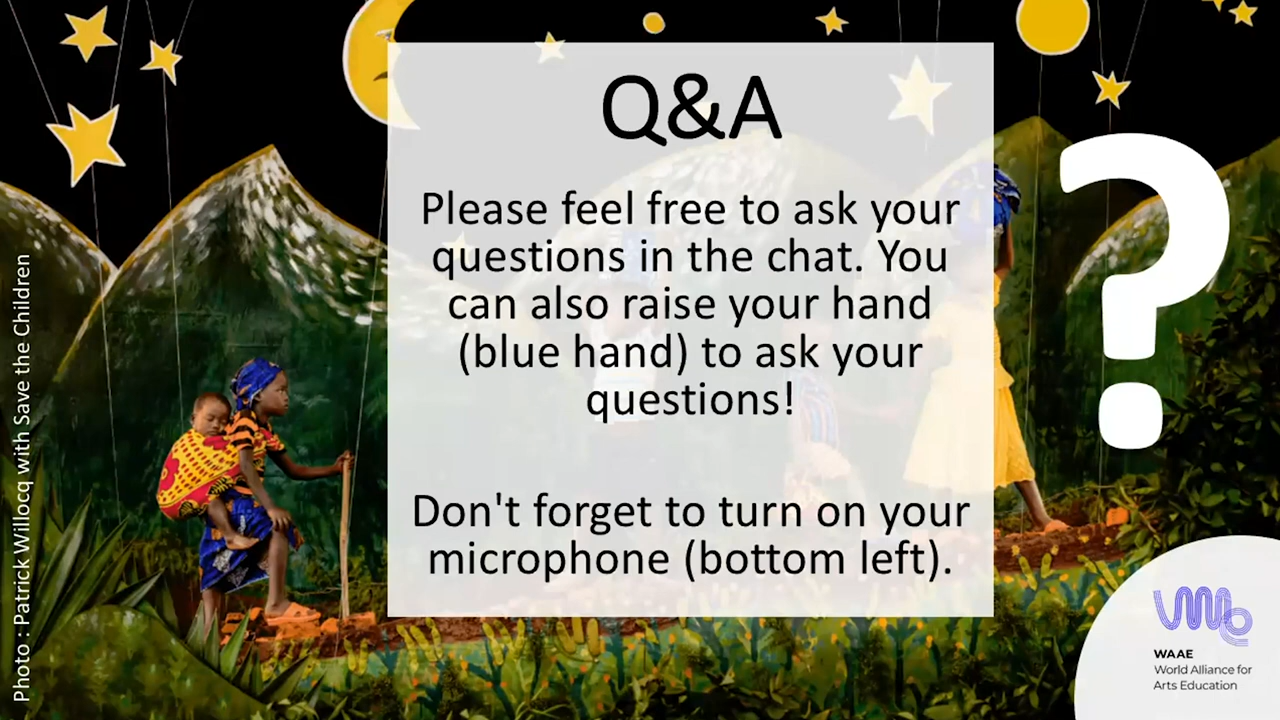 Q&A
Please feel free to ask your
questions in the chat. You
can also raise your hand
(blue hand) to ask your
questions!
Don't forget to turn on your
microphone (bottom left).
?
Photo : Patrick Willocq with Save the Children
WAAE
World Alliance for
Arts Education